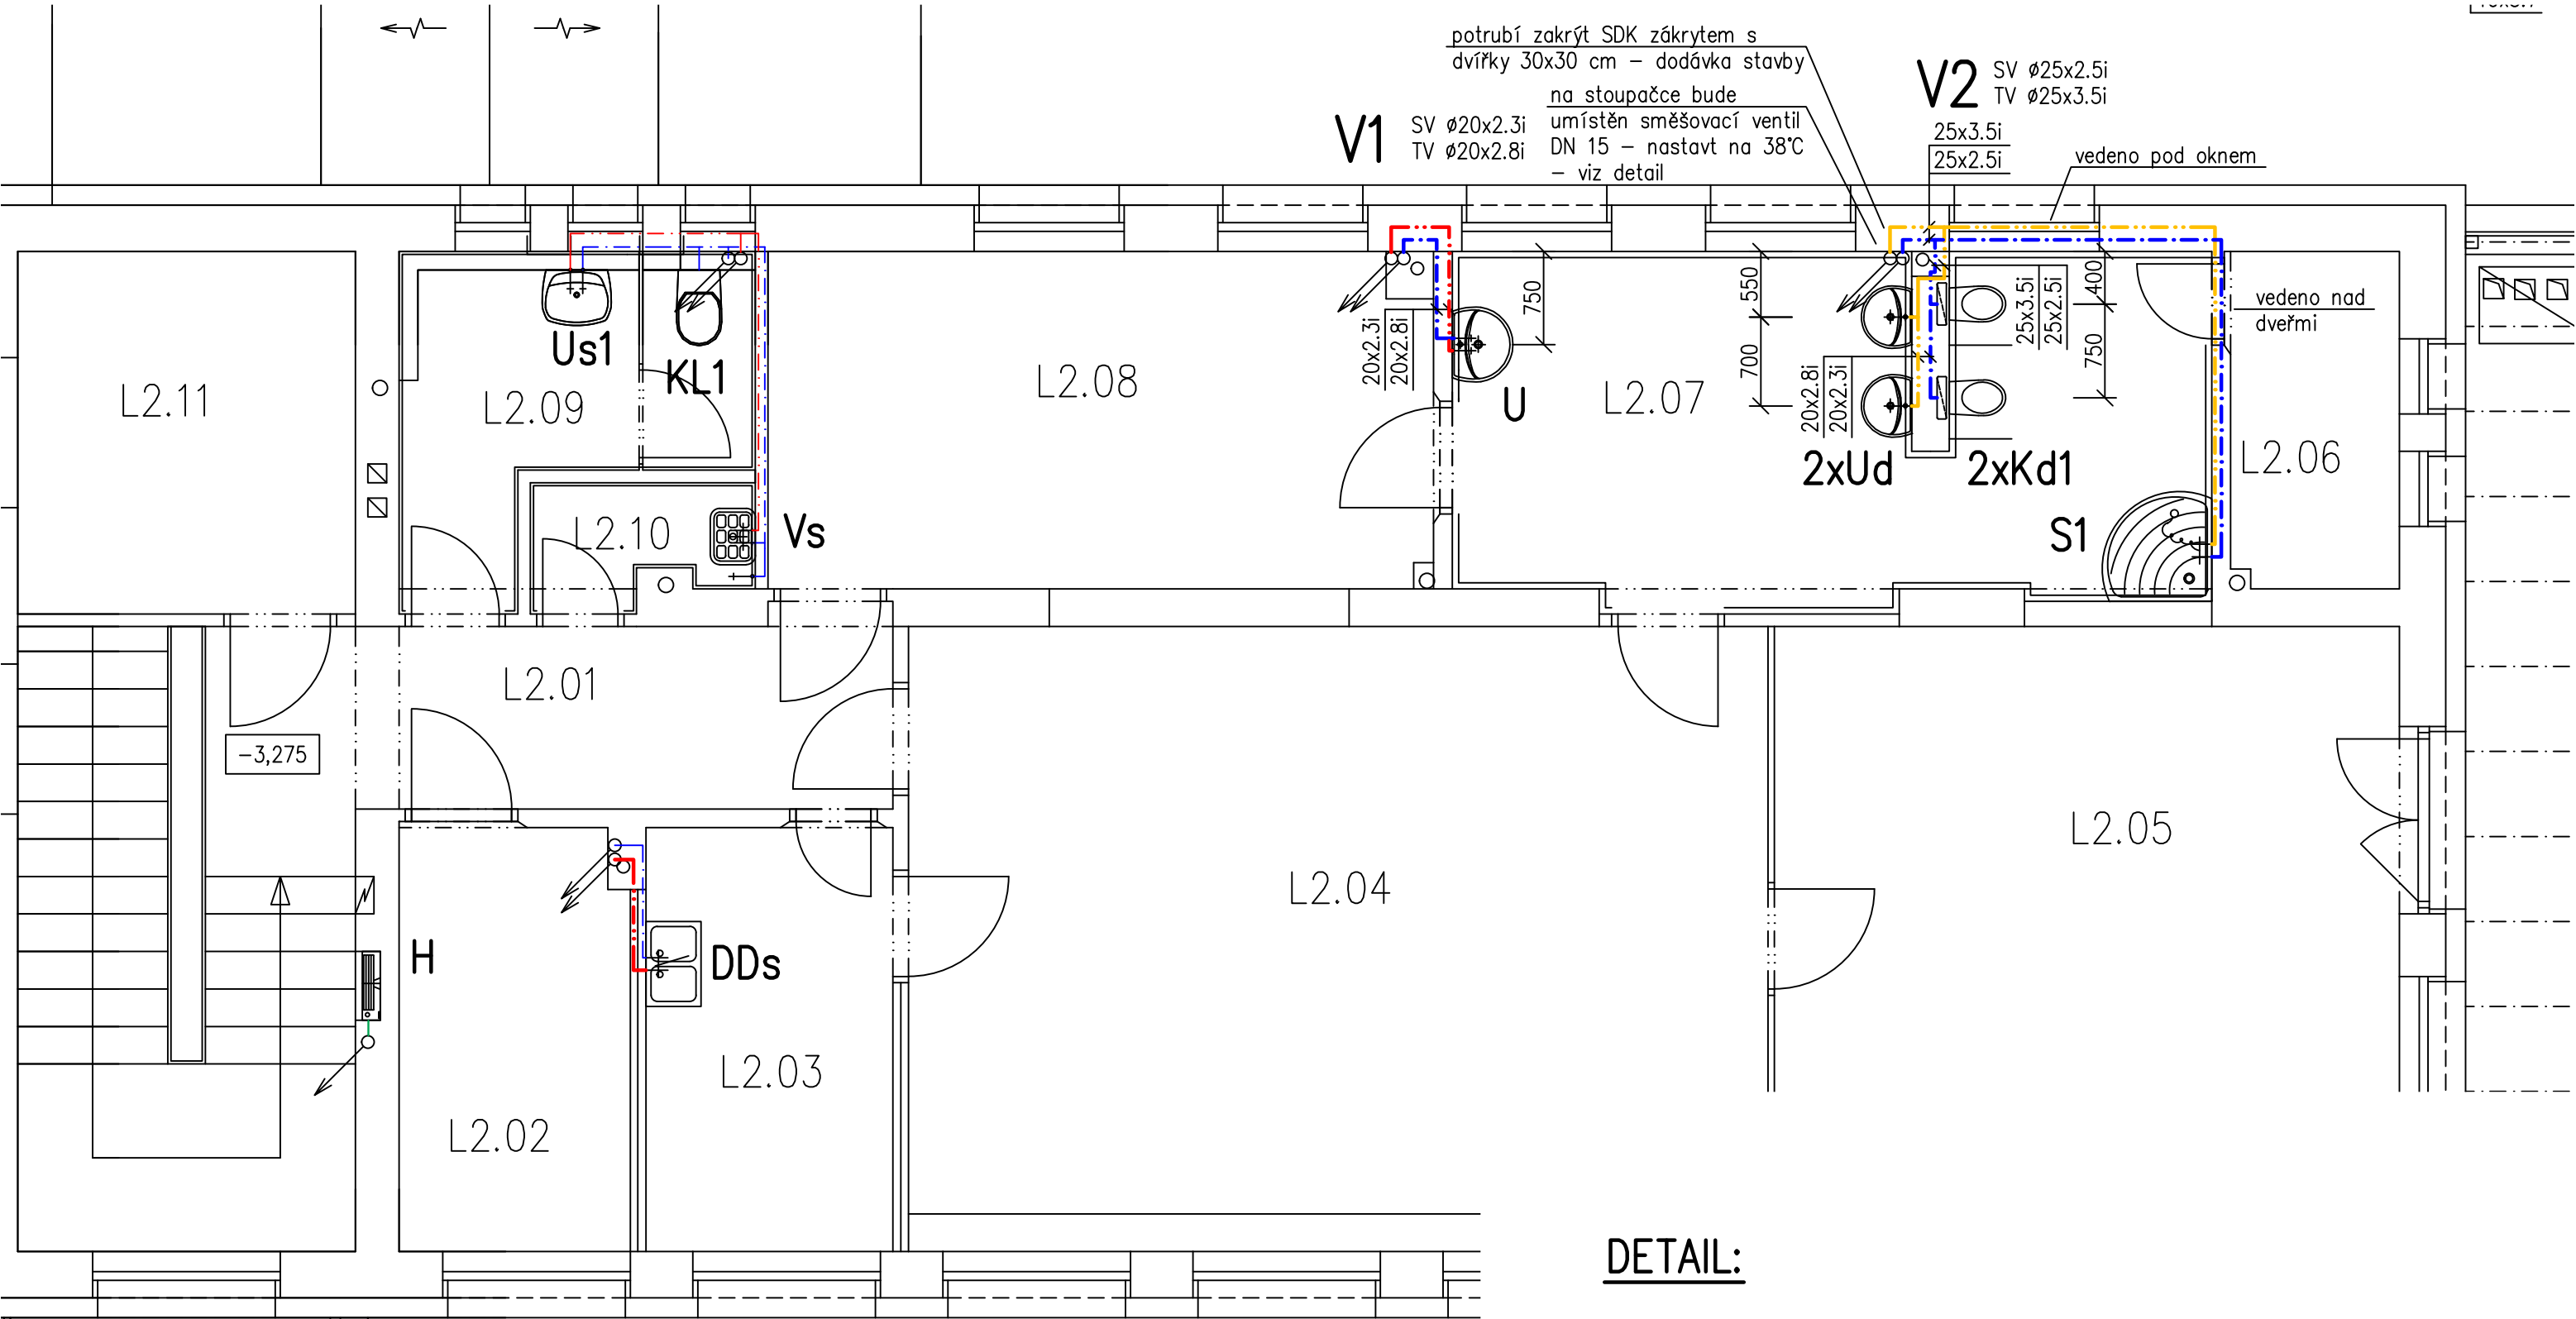 potrubí zakrýt SDK zákrytem s
dvířky 30x30 cm – dodávka stavby
na stoupačce bude
umístěn směšovací ventil
DN 15 – nastavt na 38°C
– viz detail
V1
SV ø20x2.3i
TV ø20x2.8i
V2
SV ø25x2.5i
TV ø25x3.5i
25x3.5i
25x2.5i
vedeno pod oknem
Us1
KL1
L2.11
L2.09
L2.10
Vs
L2.08
20x2.3i
20x2.8i
750
U
L2.07
550
700
20x2.8i
20x2.3i
2xUd
2xKd1
25x3.5i
25x2.5i
400
750
vedeno nad
dveřmi
L2.06
S1
L2.01
-3,275
H
DDs
L2.02
L2.03
L2.04
L2.05
DETAIL: